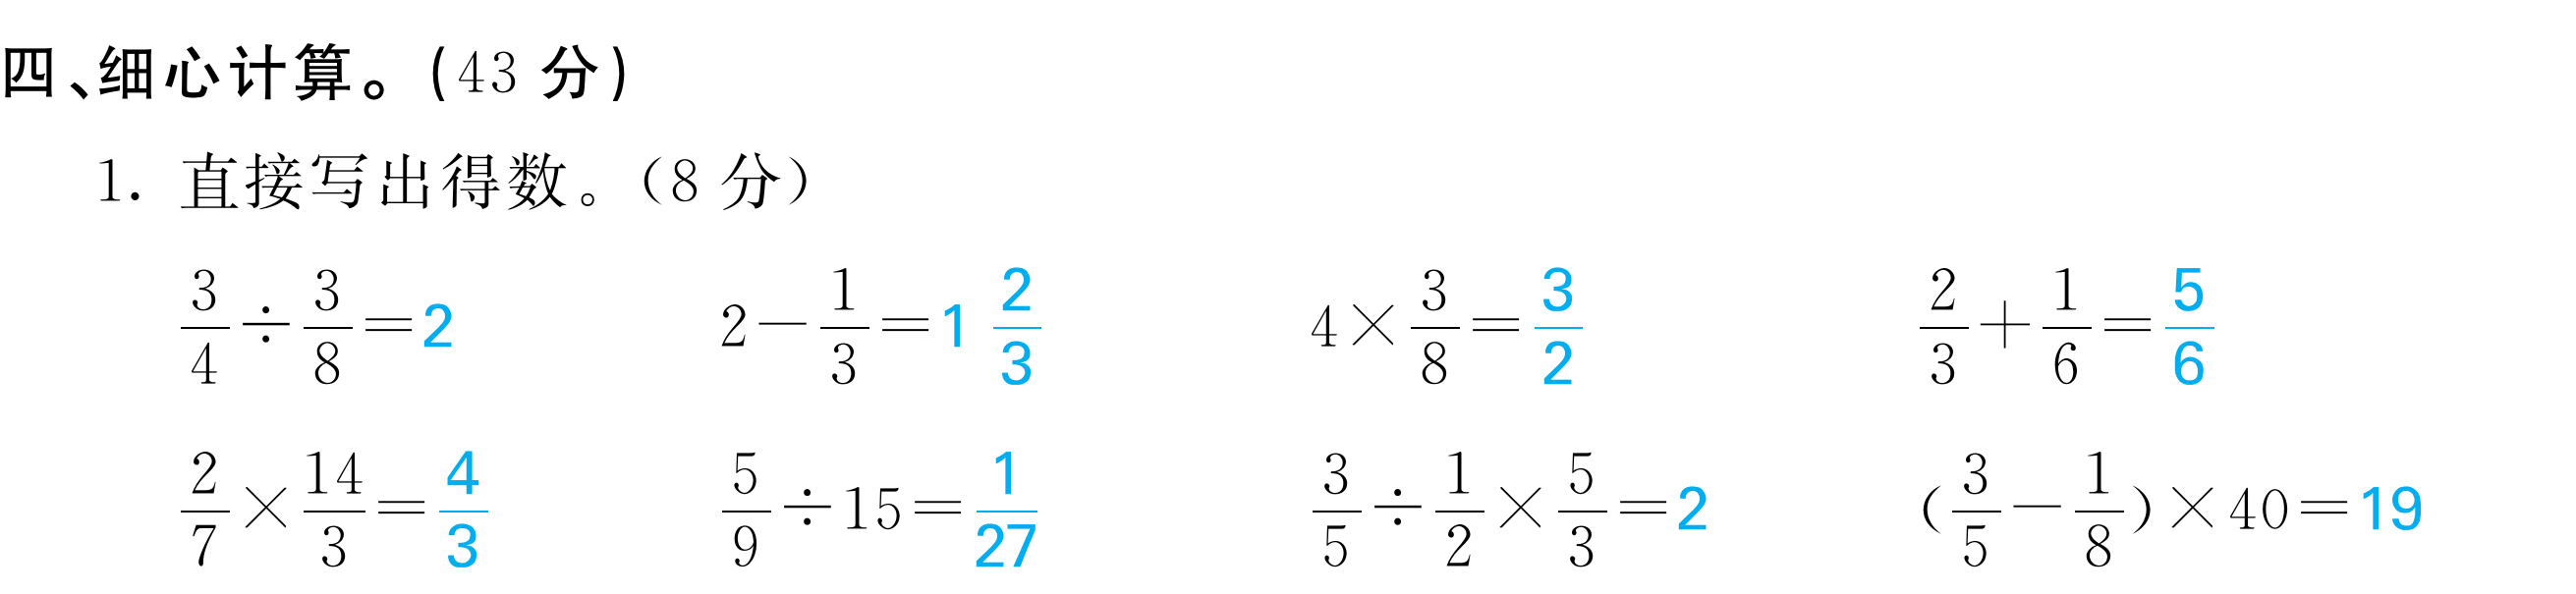 四、细心计算。(43 分)
1. 直接写出得数。(8 分)
3/4÷3/8=2 2－1/3=1 2/3 4×3/8=3/2 2/3＋1/6=5/6
2/7×14/3=4/3 5/9÷15=1/27 3/5÷1/2×5/3=2 (3/5－1/8)×40=19